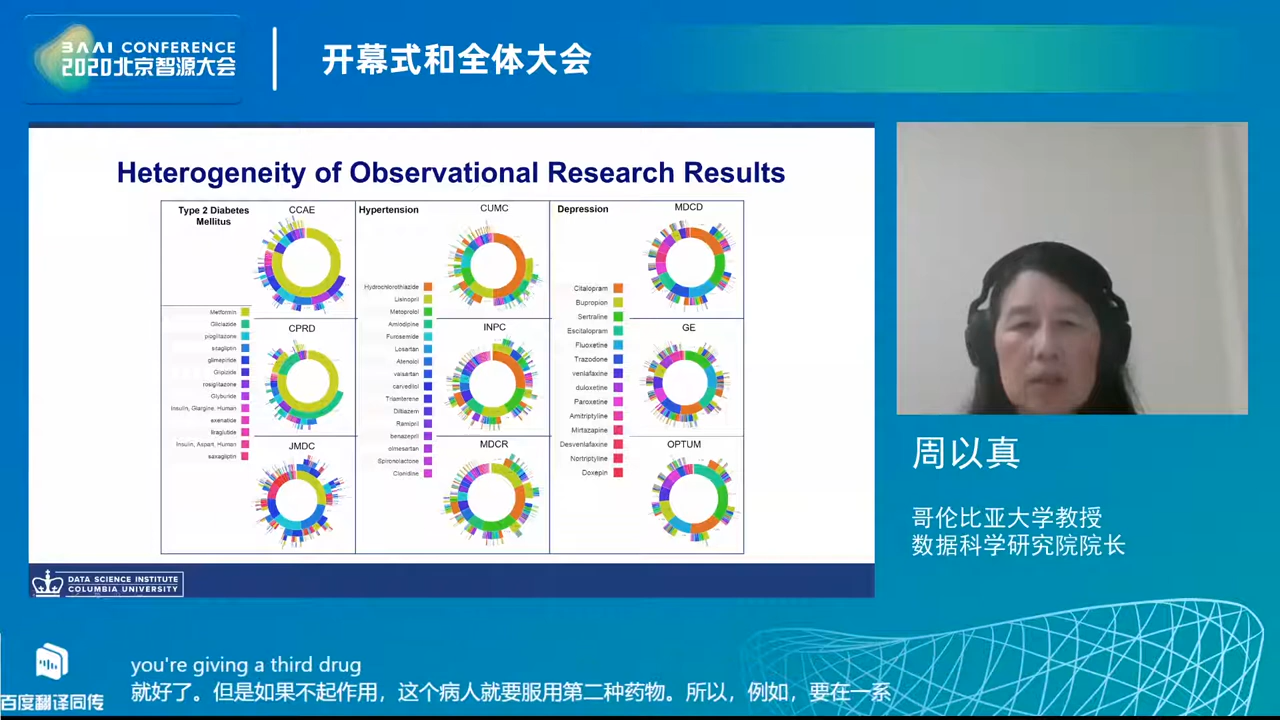 BAAI CONFERENCE
2020北京智源大会
开幕式和全体大会
Heterogeneity of Observational Research Results
Type 2 Diabetes
Mellitus
CCAE
Metformin
Gliclazide
pioglitazone
sitagliptin
glimepiride
Glipizide
rosiglitazone
Glyburide
Insulin, Glargine, Human
exenatide
liraglutide
Insulin, Aspart, Human
saxagliptin
CPRD
JMDC
Hypertension
CUMC
Hydrochlorothiazide
Lisinopril
Metoprolol
Amlodipine
Furosemide
Losartan
Atenolol
valsartan
carvedilol
Triamterene
Diltiazem
Ramipril
benazepril
olmesartan
Spironolactone
Clonidine
INPC
MDCR
Depression
MDCD
Citalopram
Bupropion
Sertraline
Escitalopram
Fluoxetine
Trazodone
venlafaxine
duloxetine
Paroxetine
Amitriptyline
Mirtazapine
Desvenlafaxine
Nortriptyline
Doxepin
GE
OPTUM
DATA SCIENCE INSTITUTE
COLUMBIA UNIVERSITY
周以真
哥伦比亚大学教授
数据科学研究院院长
百度翻译同传
you're giving a third drug
就好了。但是如果不起作用，这个病人就要服用第二种药物。所以，例如，要在一系